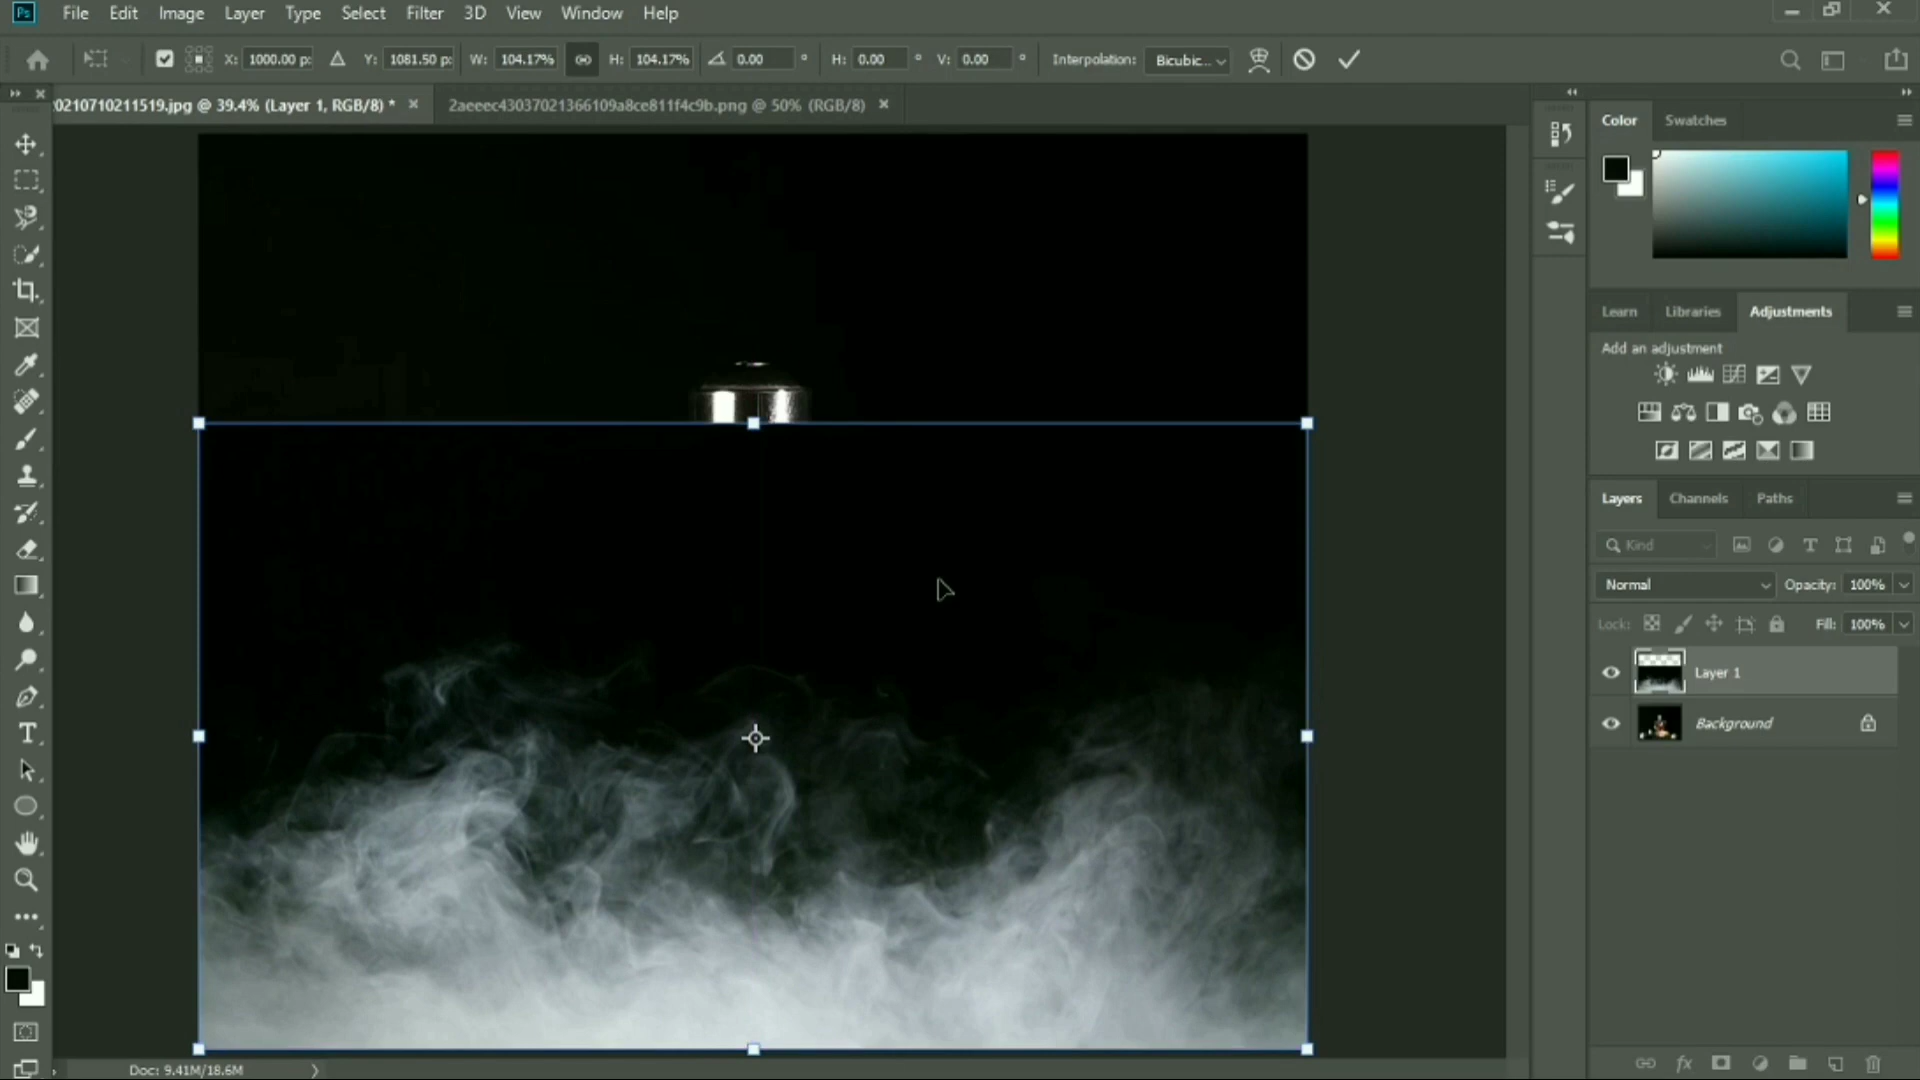 Ps File Edit Image Layer Type Select Filter 3D View Window Help
X: 1000.00 p: Y: 1081.50 p: W: 104.17% H: 104.17% 0.00 ° H: 0.00 ° V: 0.00 ° Interpolation: Bicubic...
20210710211519.jpg @ 39.4% (Layer 1, RGB/8) * × 2aeeec43037021366109a8ce811f4c9b.png @ 50% (RGB/8) ×
Color Swatches
Learn Libraries Adjustments
Add an adjustment
Layers Channels Paths
Kind
Normal Opacity: 100%
Lock: Fill: 100%
Layer 1
Background
Doc: 9.41M/18.6M